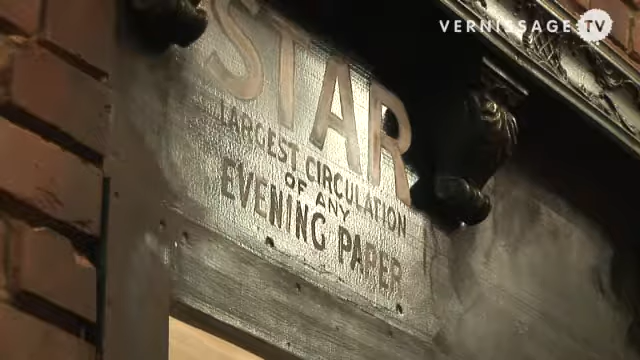 VERNISSAGE TV
STAR
LARGEST CIRCULATION
OF ANY
EVENING PAPER